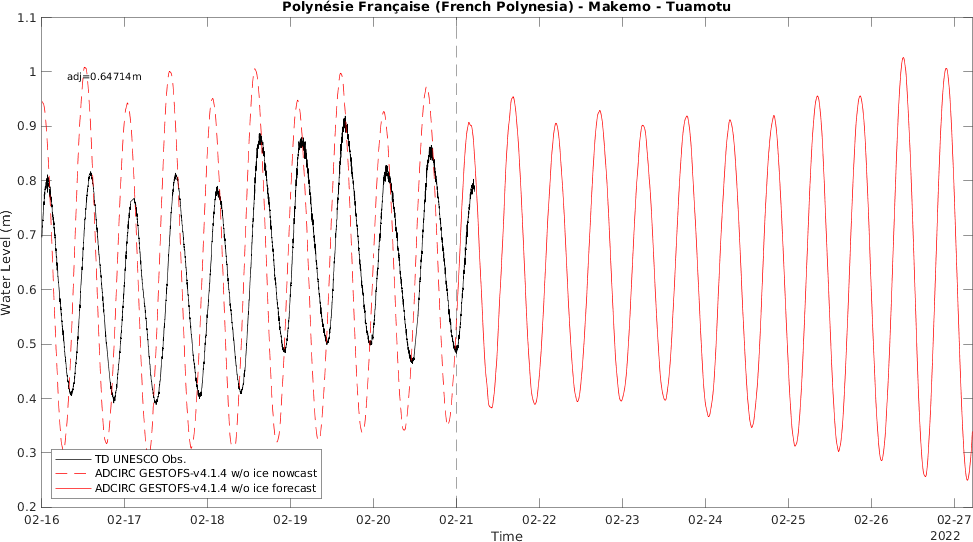 Polynésie Française (French Polynesia) - Makemo - Tuamotu
1.1
1
0.9
0.8
0.7
0.6
0.5
0.4
0.3
0.2
Water Level (m)
adj=0.64714m
TD UNESCO Obs.
ADCIRC GESTOFS-v4.1.4 w/o ice nowcast
ADCIRC GESTOFS-v4.1.4 w/o ice forecast
02-16 02-17 02-18 02-19 02-20 02-21 02-22 02-23 02-24 02-25 02-26 02-27
Time
2022